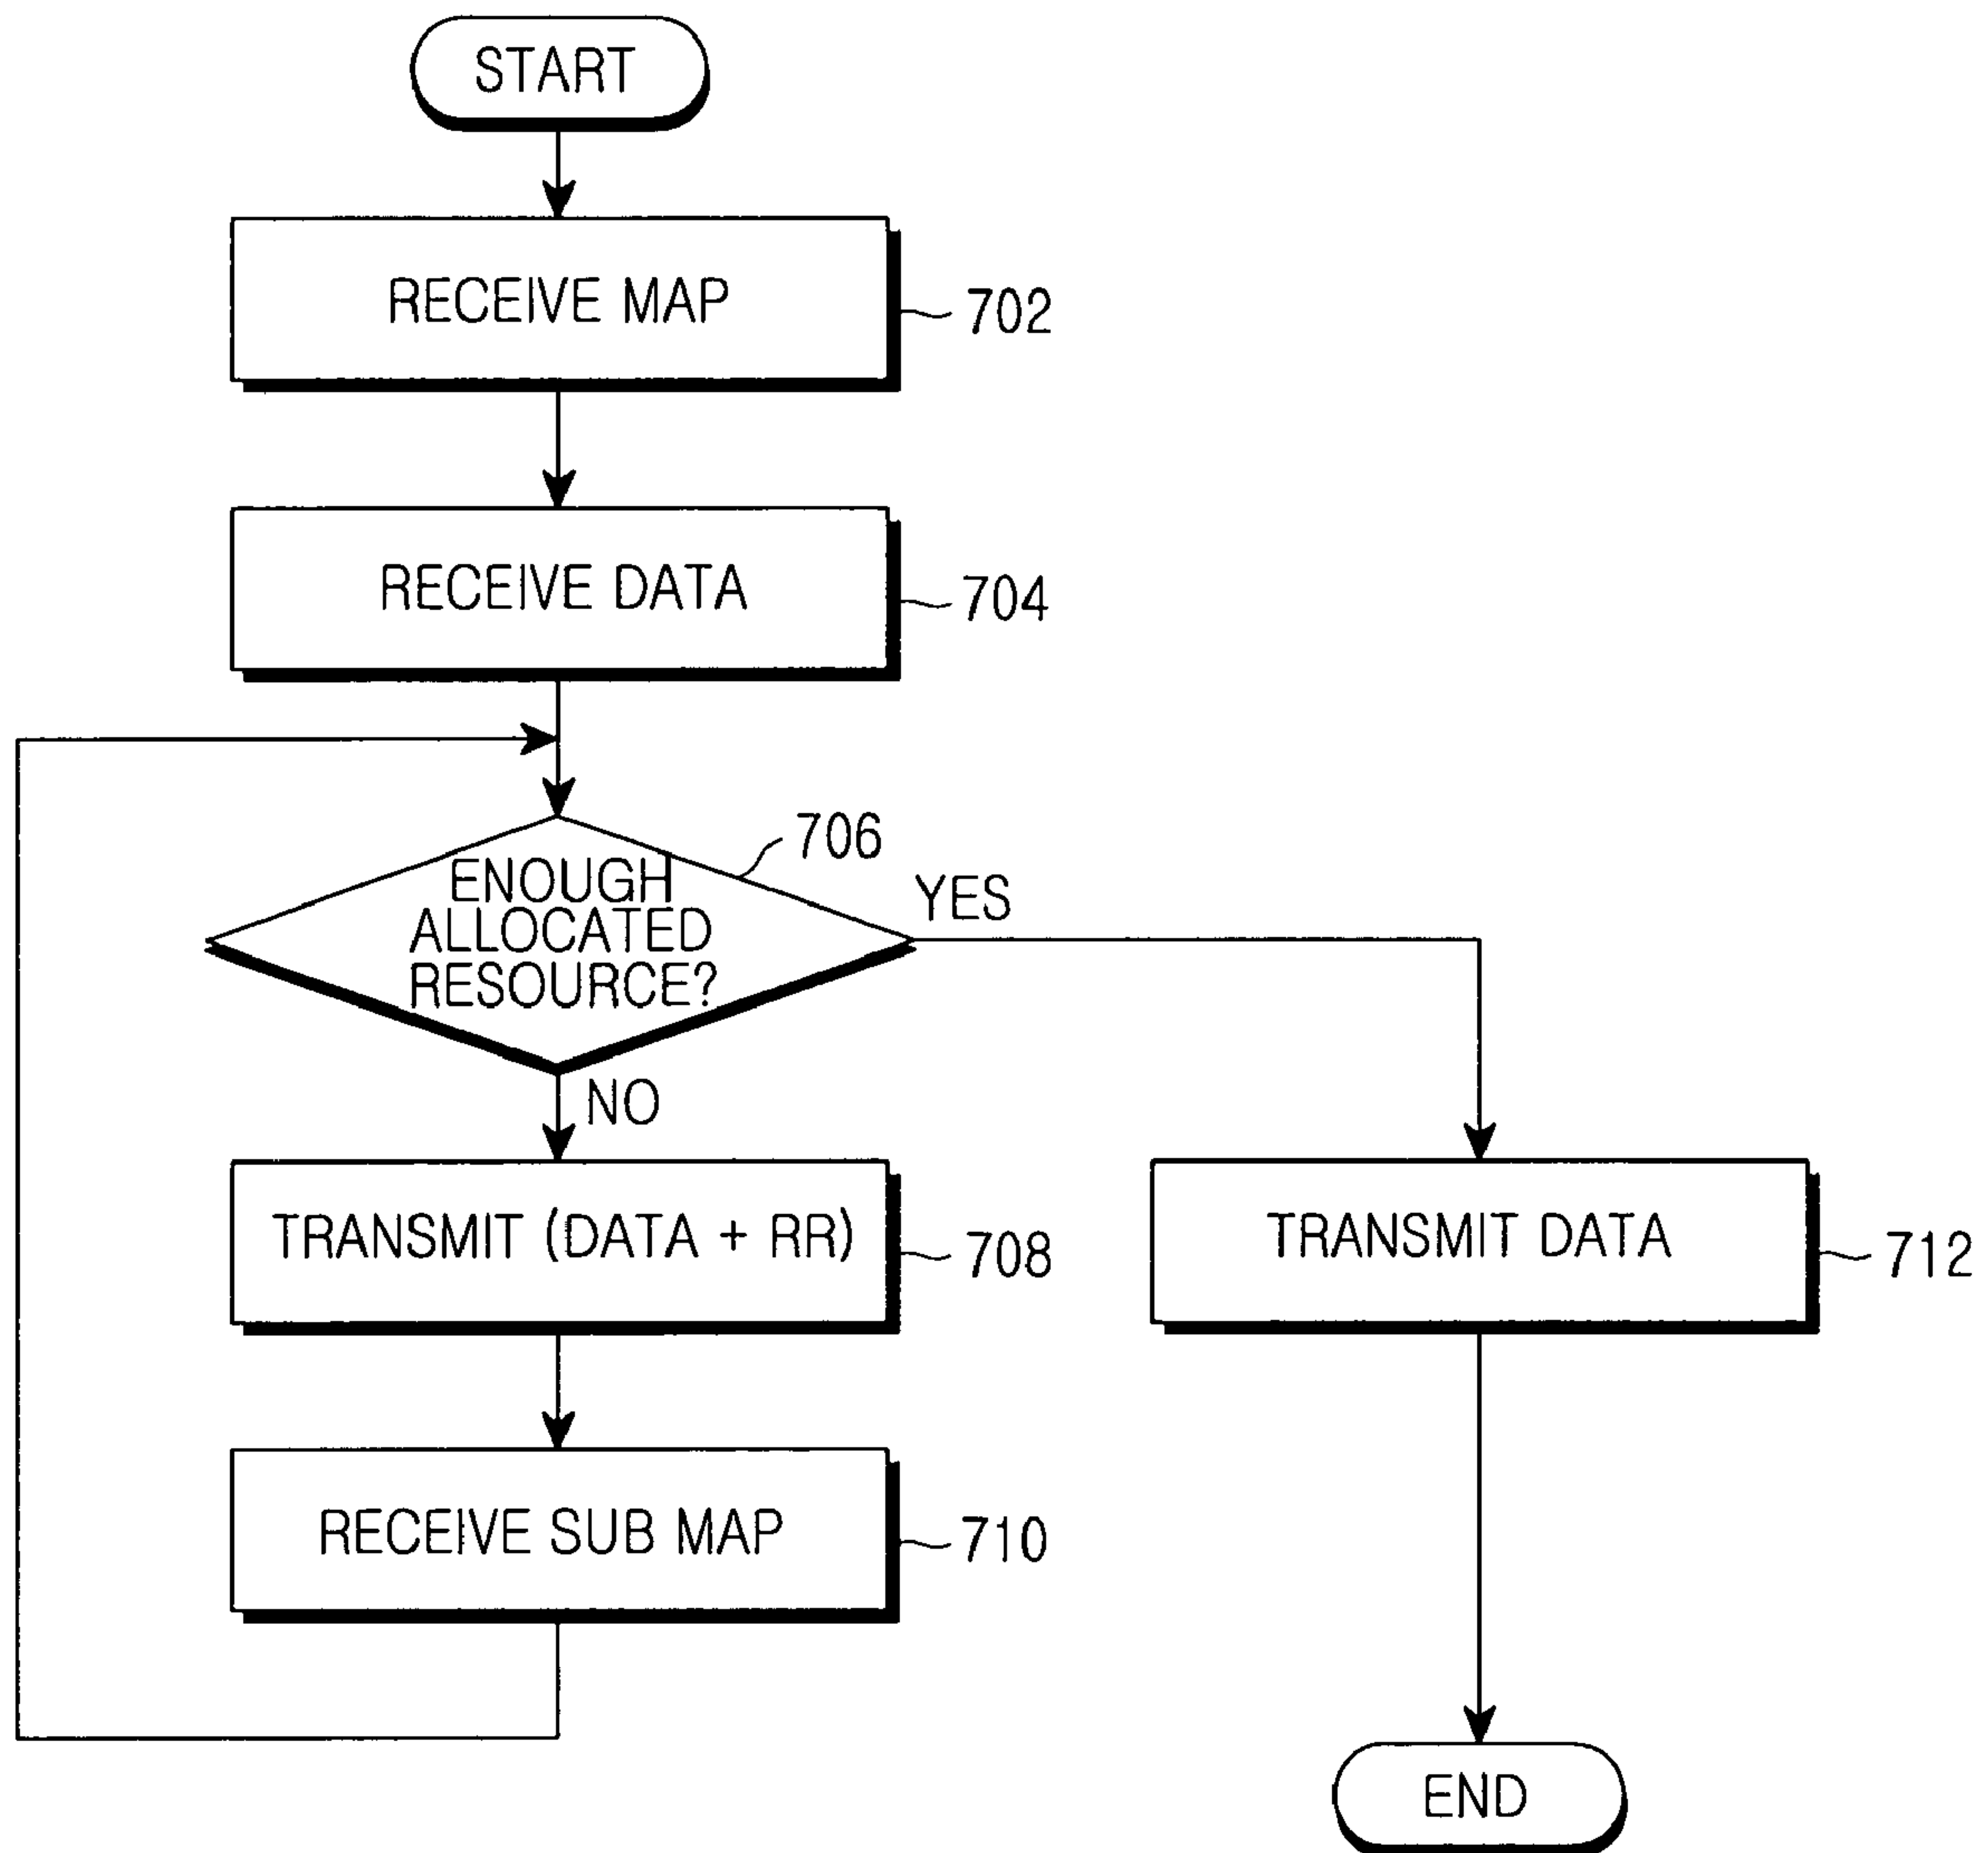 START
RECEIVE MAP
702
RECEIVE DATA
704
706
ENOUGH
ALLOCATED
RESOURCE?
YES
NO
TRANSMIT (DATA + RR)
708
TRANSMIT DATA
712
RECEIVE SUB MAP
710
END